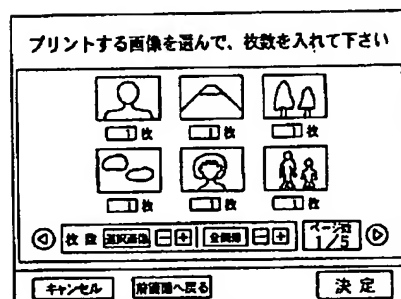 プリントする画像を選んで、枚数を入れて下さい
1枚 1枚 1枚
1枚 1枚 1枚
枚数 選択画像 − + 全画像 − + ページ数 1/5
キャンセル 前画面へ戻る 決定